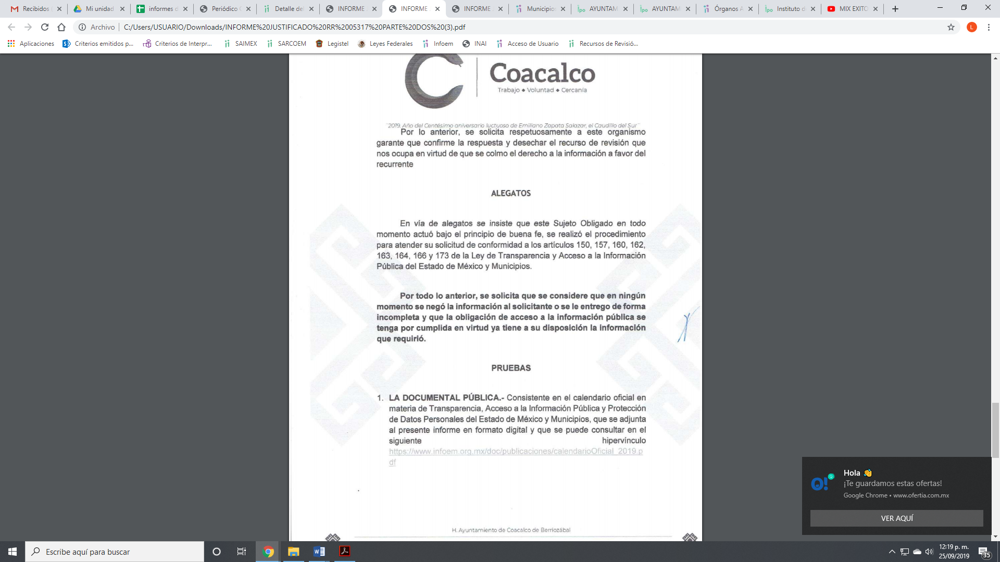 Recibidos
Mi unidad
informes d
Periódico
Detalle del
INFORME
INFORME
INFORME
Municipios
AYUNTAM
AYUNTAM
Órganos A
Instituto d
MIX EXITO
Archivo
C:/Users/USUARIO/Downloads/INFORME%20JUSTIFICADO%20RR%2005317%20PARTE%20DOS%20(3).pdf
L
Aplicaciones
Criterios emitidos p...
Criterios de Interpr...
SAIMEX
SARCOEM
Legistel
Leyes Federales
Infoem
INAI
Acceso de Usuario
Recursos de Revisió...
Coacalco
Trabajo ◆ Voluntad ◆ Cercanía
"2019. Año del Centésimo aniversario luctuoso de Emiliano Zapata Salazar, el Caudillo del Sur"
Por lo anterior, se solicita respetuosamente a este organismo
garante que confirme la respuesta y desechar el recurso de revisión que
nos ocupa en virtud de que se colmo el derecho a la información a favor del
recurrente
ALEGATOS
En vía de alegatos se insiste que este Sujeto Obligado en todo
momento actuó bajo el principio de buena fe, se realizó el procedimiento
para atender su solicitud de conformidad a los artículos 150, 157, 160, 162,
163, 164, 166 y 173 de la Ley de Transparencia y Acceso a la Información
Pública del Estado de México y Municipios.
Por todo lo anterior, se solicita que se considere que en ningún
momento se negó la información al solicitante o se le entrego de forma
incompleta y que la obligación de acceso a la información pública se
tenga por cumplida en virtud ya tiene a su disposición la información
que requirió.
PRUEBAS
1. LA DOCUMENTAL PÚBLICA.- Consistente en el calendario oficial en
materia de Transparencia, Acceso a la Información Pública y Protección
de Datos Personales del Estado de México y Municipios, que se adjunta
al presente informe en formato digital y que se puede consultar en el
siguiente hipervínculo
https://www.infoem.org.mx/doc/publicaciones/calendarioOficial_2019.p
df
H. Ayuntamiento de Coacalco de Berriozábal
O!
Hola 👏
¡Te guardamos estas ofertas!
Google Chrome • www.ofertia.com.mx
VER AQUÍ
Escribe aquí para buscar
12:19 p. m.
25/09/2019
35